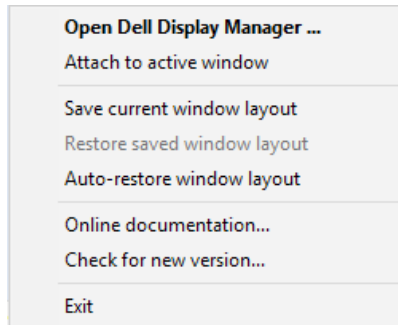 Open Dell Display Manager ...
Attach to active window
Save current window layout
Restore saved window layout
Auto-restore window layout
Online documentation...
Check for new version...
Exit